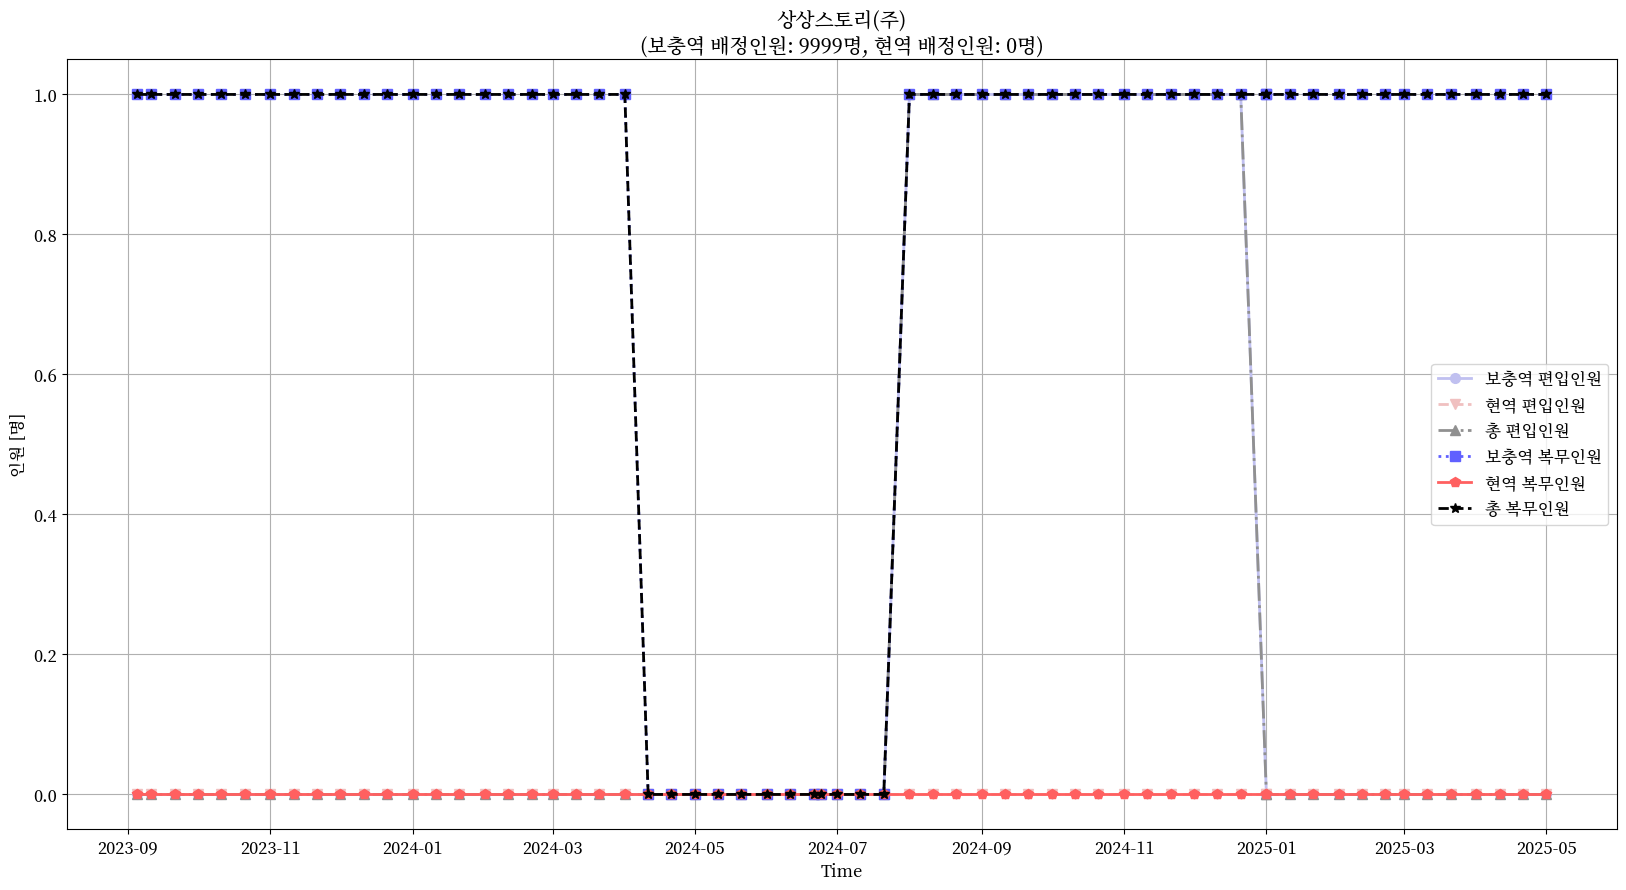 상상스토리(주)
(보충역 배정인원: 9999명, 현역 배정인원: 0명)
인원 [명]
1.0
0.8
0.6
0.4
0.2
0.0
보충역 편입인원
현역 편입인원
총 편입인원
보충역 복무인원
현역 복무인원
총 복무인원
2023-09 2023-11 2024-01 2024-03 2024-05 2024-07 2024-09 2024-11 2025-01 2025-03 2025-05
Time